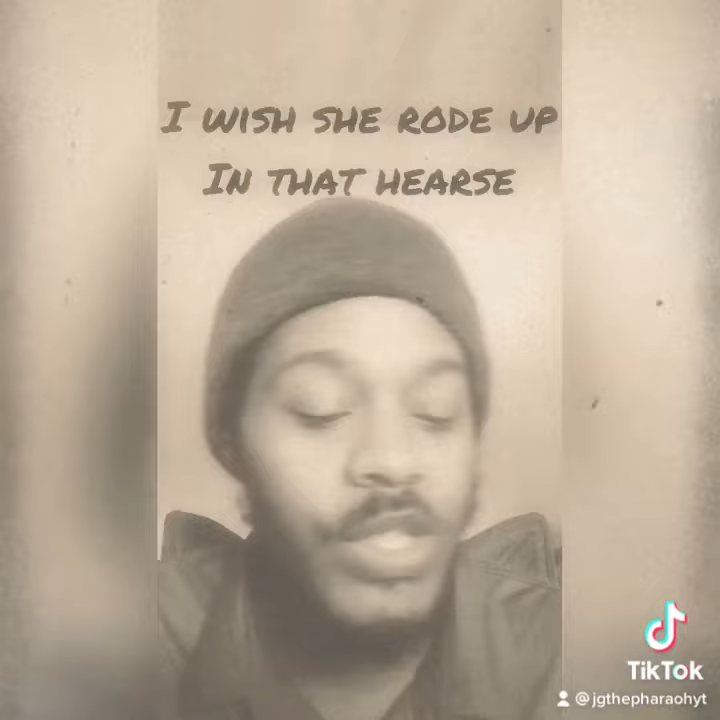 I WISH SHE RODE UP
IN THAT HEARSE
TikTok
@jgthepharaohyt